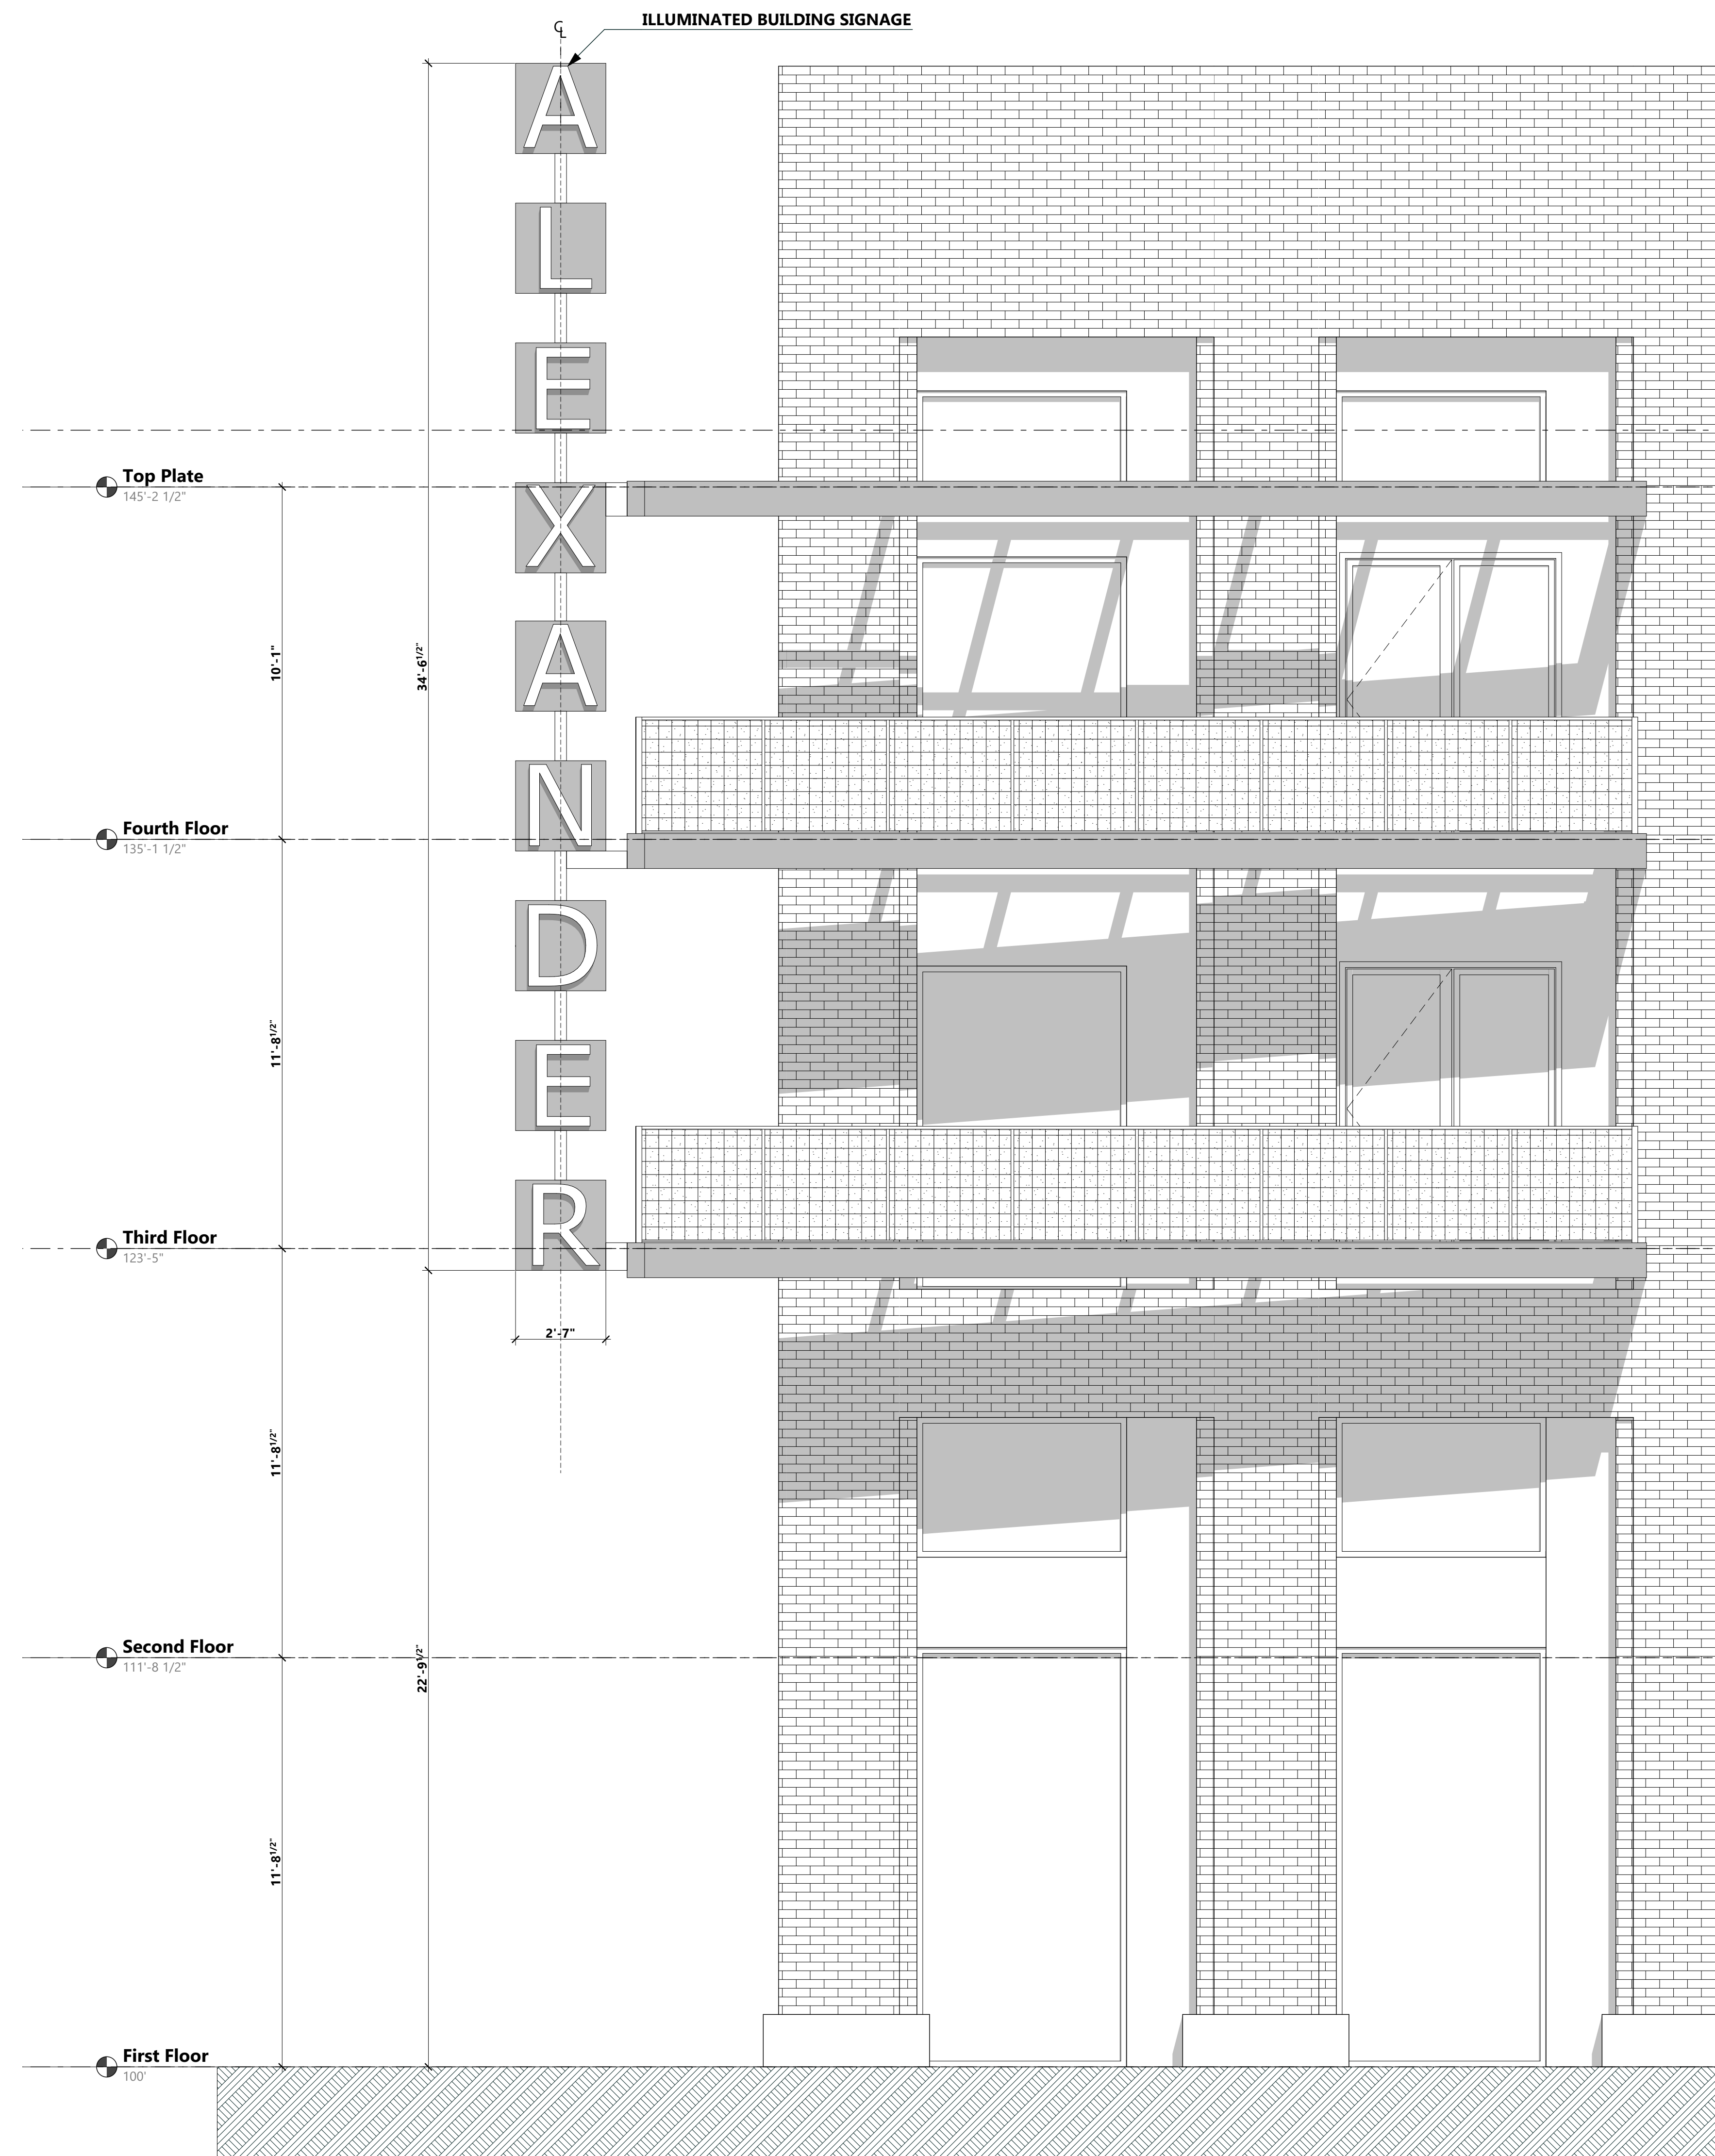 ILLUMINATED BUILDING SIGNAGE
℄
A
L
E
X
A
N
D
E
R
Top Plate
145'-2 1/2"
10'-1"
34'-6 1/2"
Fourth Floor
135'-1 1/2"
11'-8 1/2"
Third Floor
123'-5"
2'-7"
11'-8 1/2"
Second Floor
111'-8 1/2"
22'-9 1/2"
11'-8 1/2"
First Floor
100'